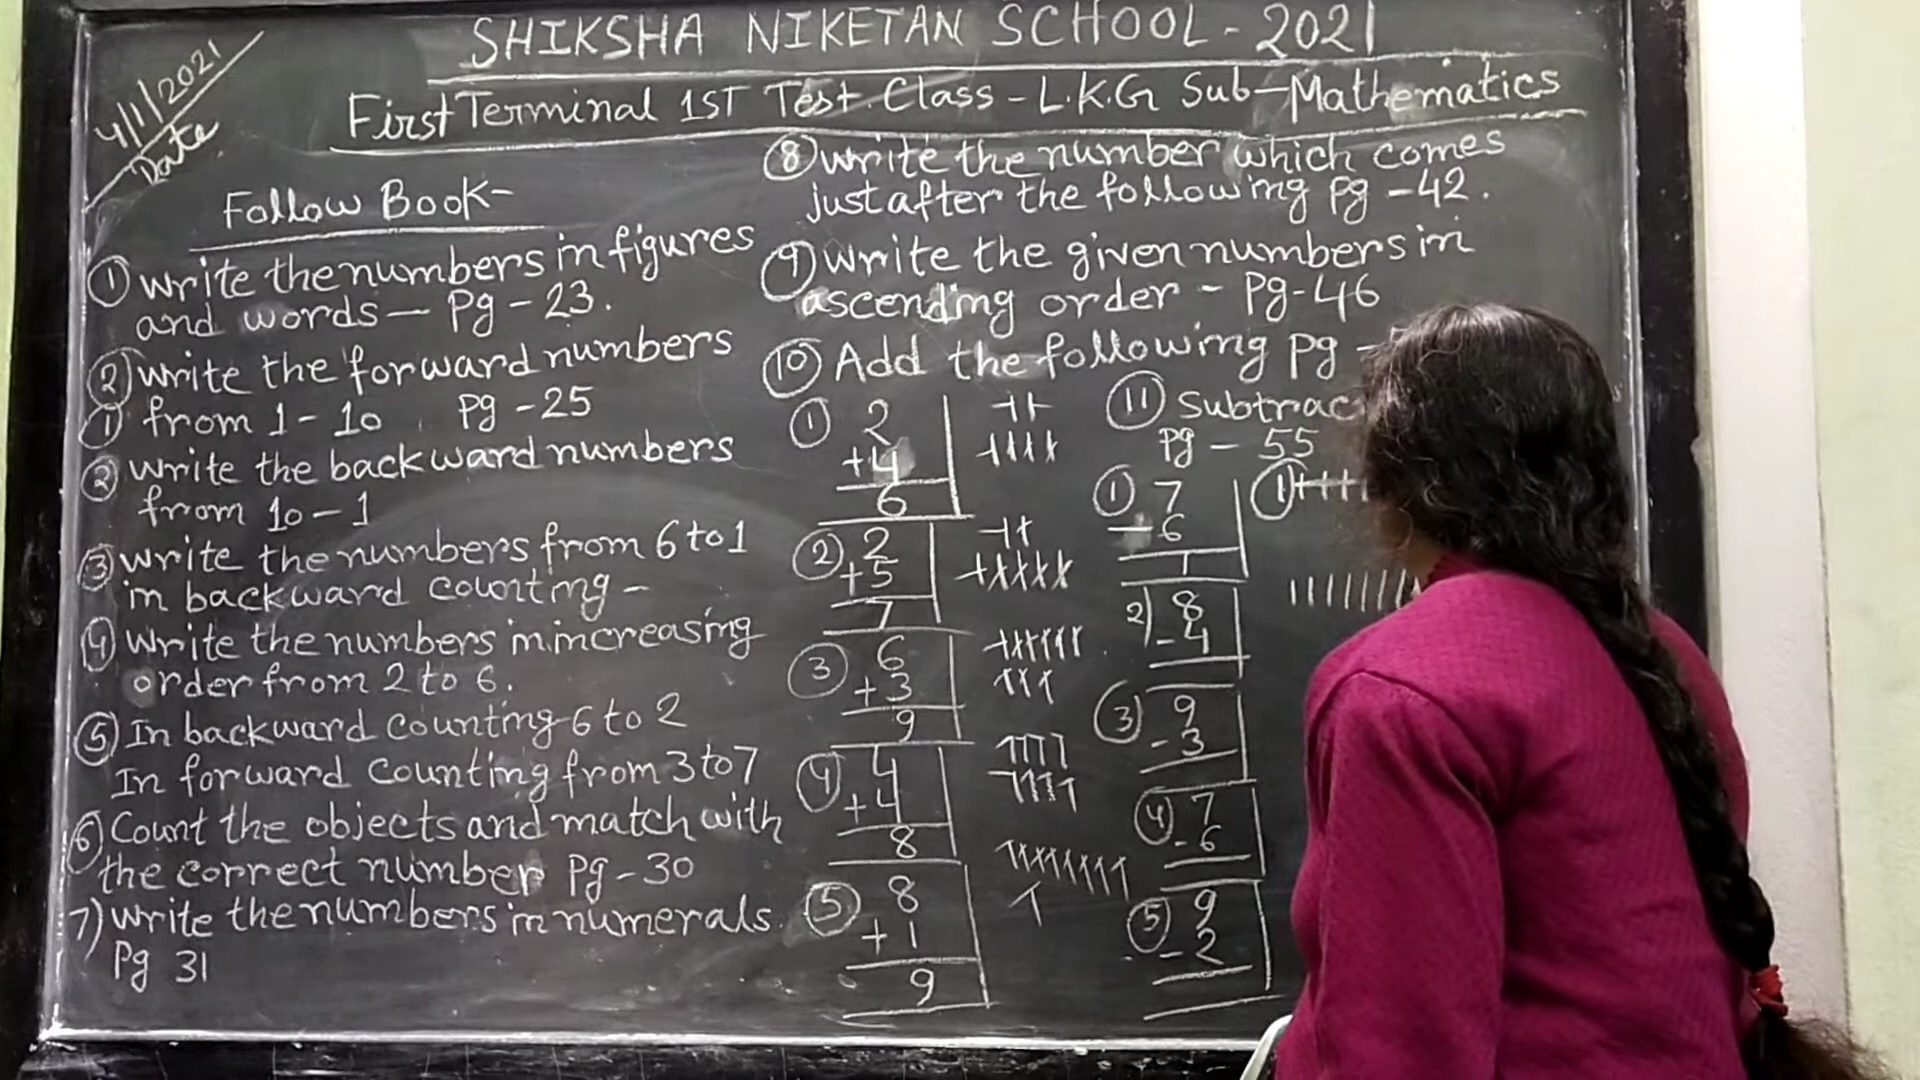 SHIKSHA NIKETAN SCHOOL - 2021
4/1/2021
Date
First Terminal 1ST Test. Class - L.K.G Sub - Mathematics
Follow Book-
① write the numbers in figures
and words — Pg - 23.
② write the forward numbers
① from 1 - 10 Pg - 25
② write the backward numbers
from 10 - 1
③ write the numbers from 6 to 1
in backward counting -
④ write the numbers in increasing
order from 2 to 6.
⑤ In backward counting 6 to 2
In forward counting from 3 to 7
⑥ Count the objects and match with
the correct number Pg - 30
7) write the numbers in numerals.
Pg 31
⑧ write the number which comes
just after the following pg - 42.
⑨ write the given numbers in
ascending order - Pg-46
⑩ Add the following pg -
① 2
+4
6
② 2
+5
7
③ 6
+3
9
④ 4
+4
8
⑤ 8
+1
9
⑪ Subtrac
pg - 55
① 7
-6
1
①
2) 8
-4
③ 9
-3
④ 7
-6
⑤ 9
-2